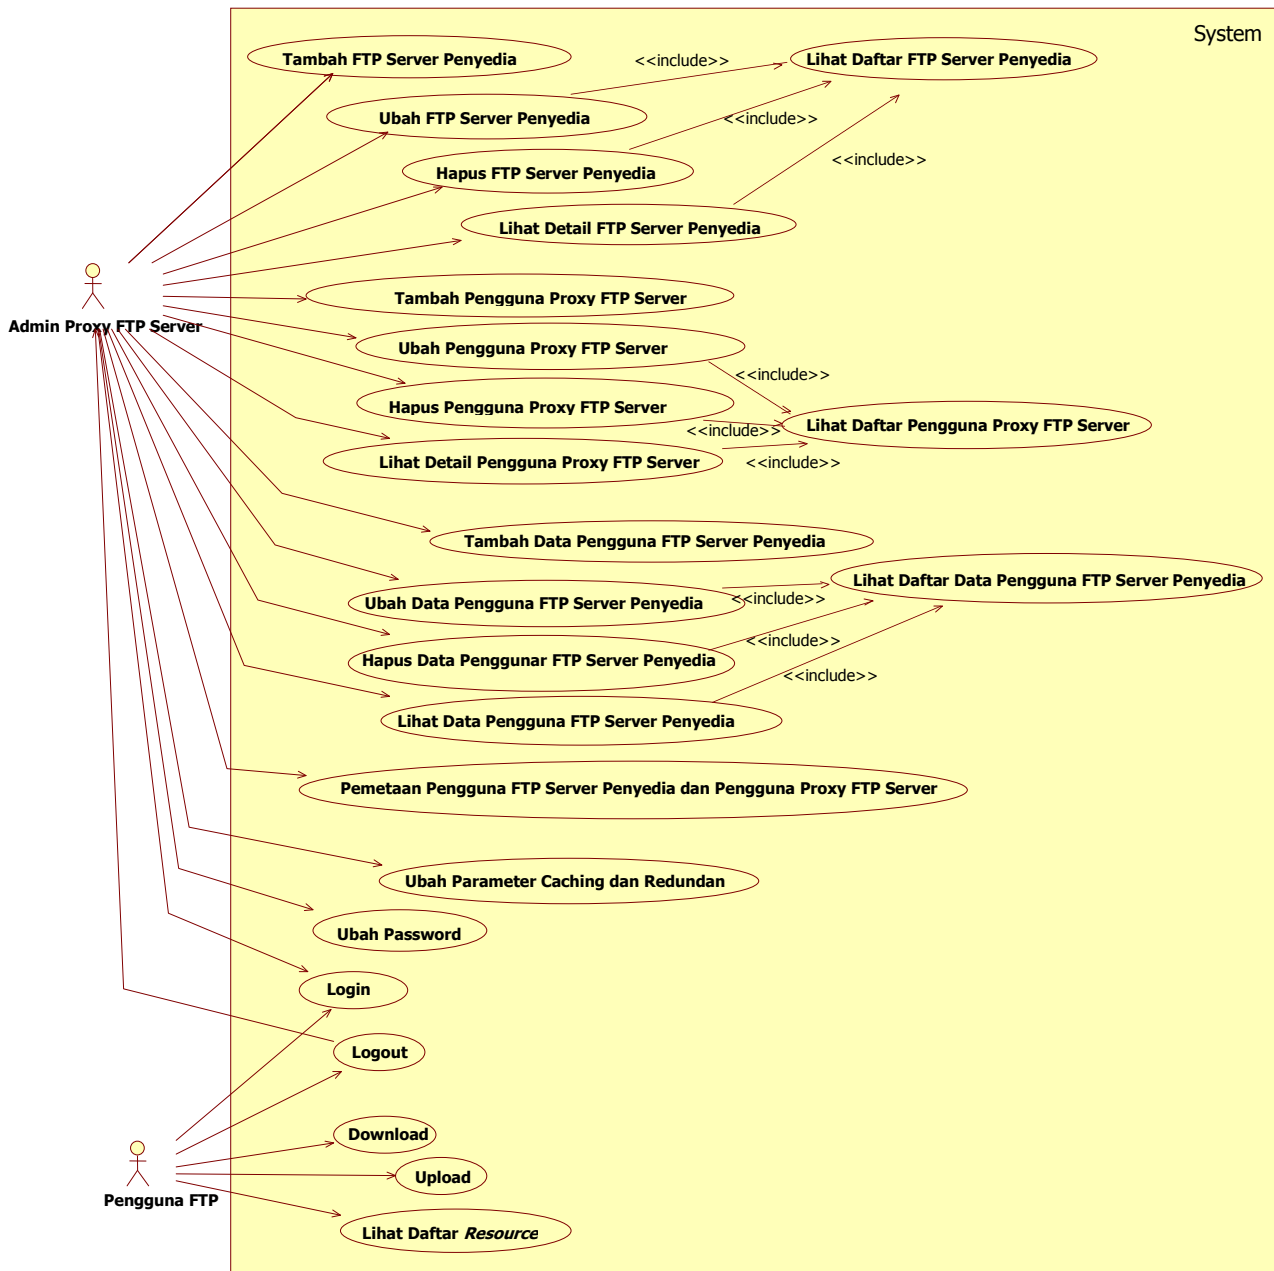 System
Tambah FTP Server Penyedia
<<include>>
Lihat Daftar FTP Server Penyedia
Ubah FTP Server Penyedia
<<include>>
Hapus FTP Server Penyedia
<<include>>
Lihat Detail FTP Server Penyedia
Admin Proxy FTP Server
Tambah Pengguna Proxy FTP Server
Ubah Pengguna Proxy FTP Server
<<include>>
Hapus Pengguna Proxy FTP Server
<<include>>
Lihat Daftar Pengguna Proxy FTP Server
Lihat Detail Pengguna Proxy FTP Server
<<include>>
Tambah Data Pengguna FTP Server Penyedia
Lihat Daftar Data Pengguna FTP Server Penyedia
Ubah Data Pengguna FTP Server Penyedia
<<include>>
<<include>>
Hapus Data Penggunar FTP Server Penyedia
<<include>>
Lihat Data Pengguna FTP Server Penyedia
Pemetaan Pengguna FTP Server Penyedia dan Pengguna Proxy FTP Server
Ubah Parameter Caching dan Redundan
Ubah Password
Login
Logout
Download
Upload
Pengguna FTP
Lihat Daftar Resource